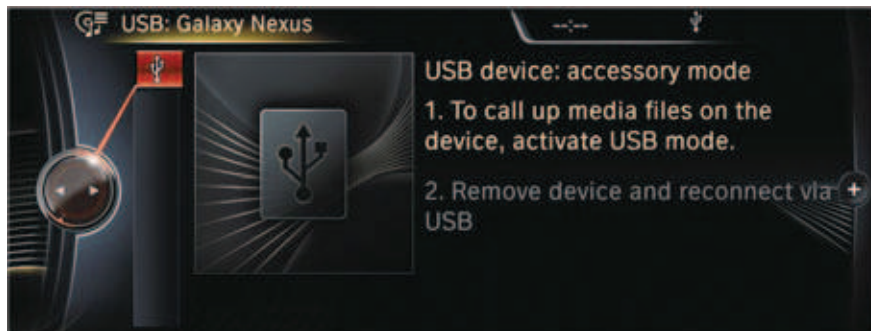 USB: Galaxy Nexus
--:--
USB device: accessory mode
1. To call up media files on the
device, activate USB mode.
2. Remove device and reconnect via
USB